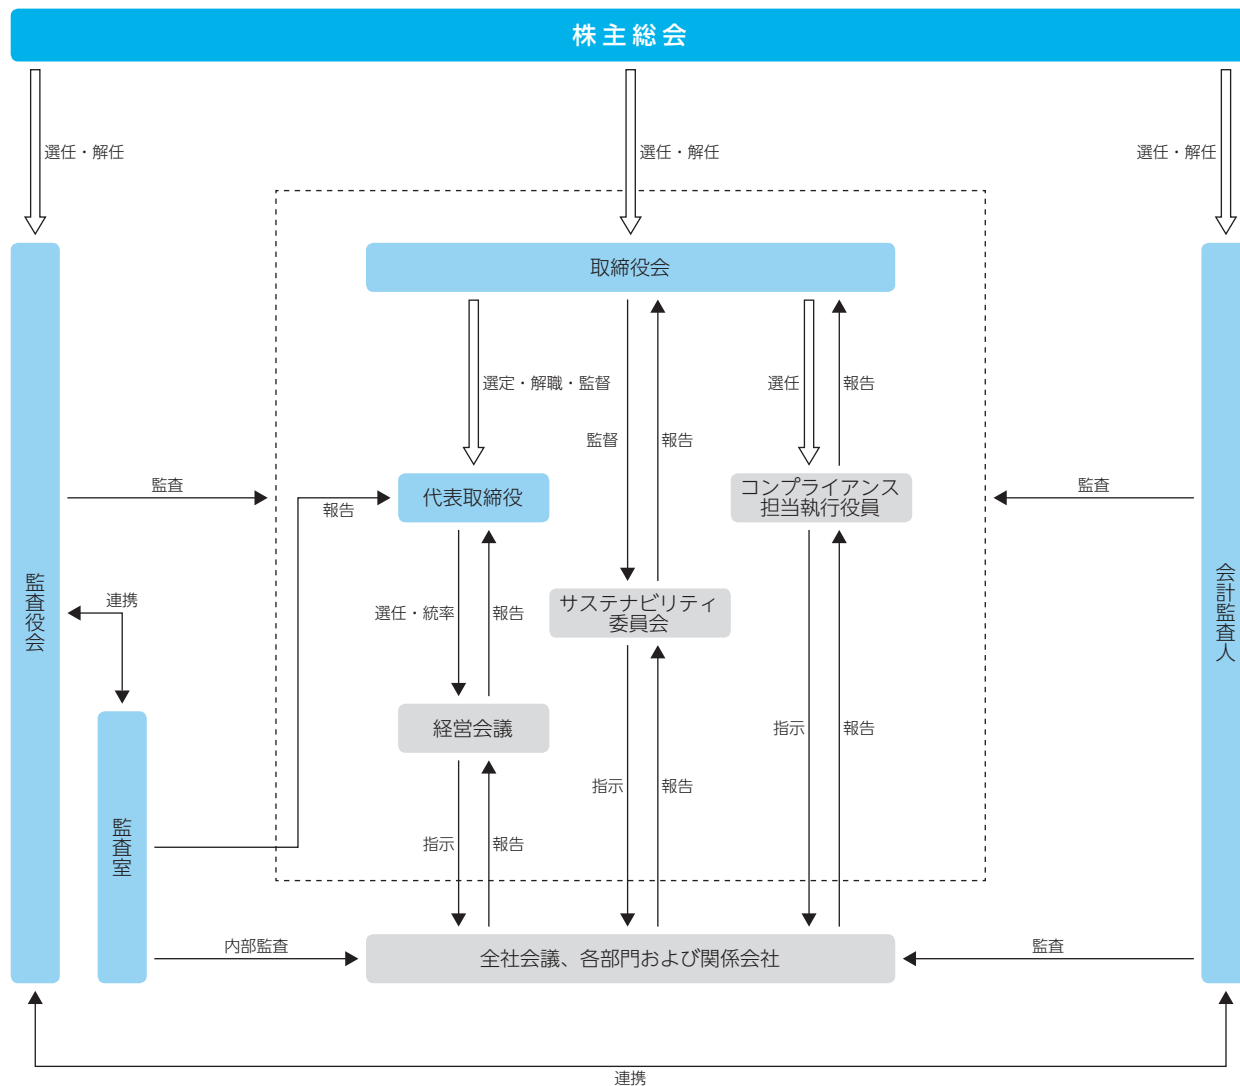 株主総会
選任・解任
選任・解任
選任・解任
取締役会
選定・解職・監督
選任
報告
監督
報告
監査
報告
代表取締役
コンプライアンス
担当執行役員
監査
監査役会
連携
選任・統率
報告
サステナビリティ
委員会
会計監査人
経営会議
指示
報告
監査室
指示
報告
指示
報告
内部監査
全社会議、各部門および関係会社
監査
連携